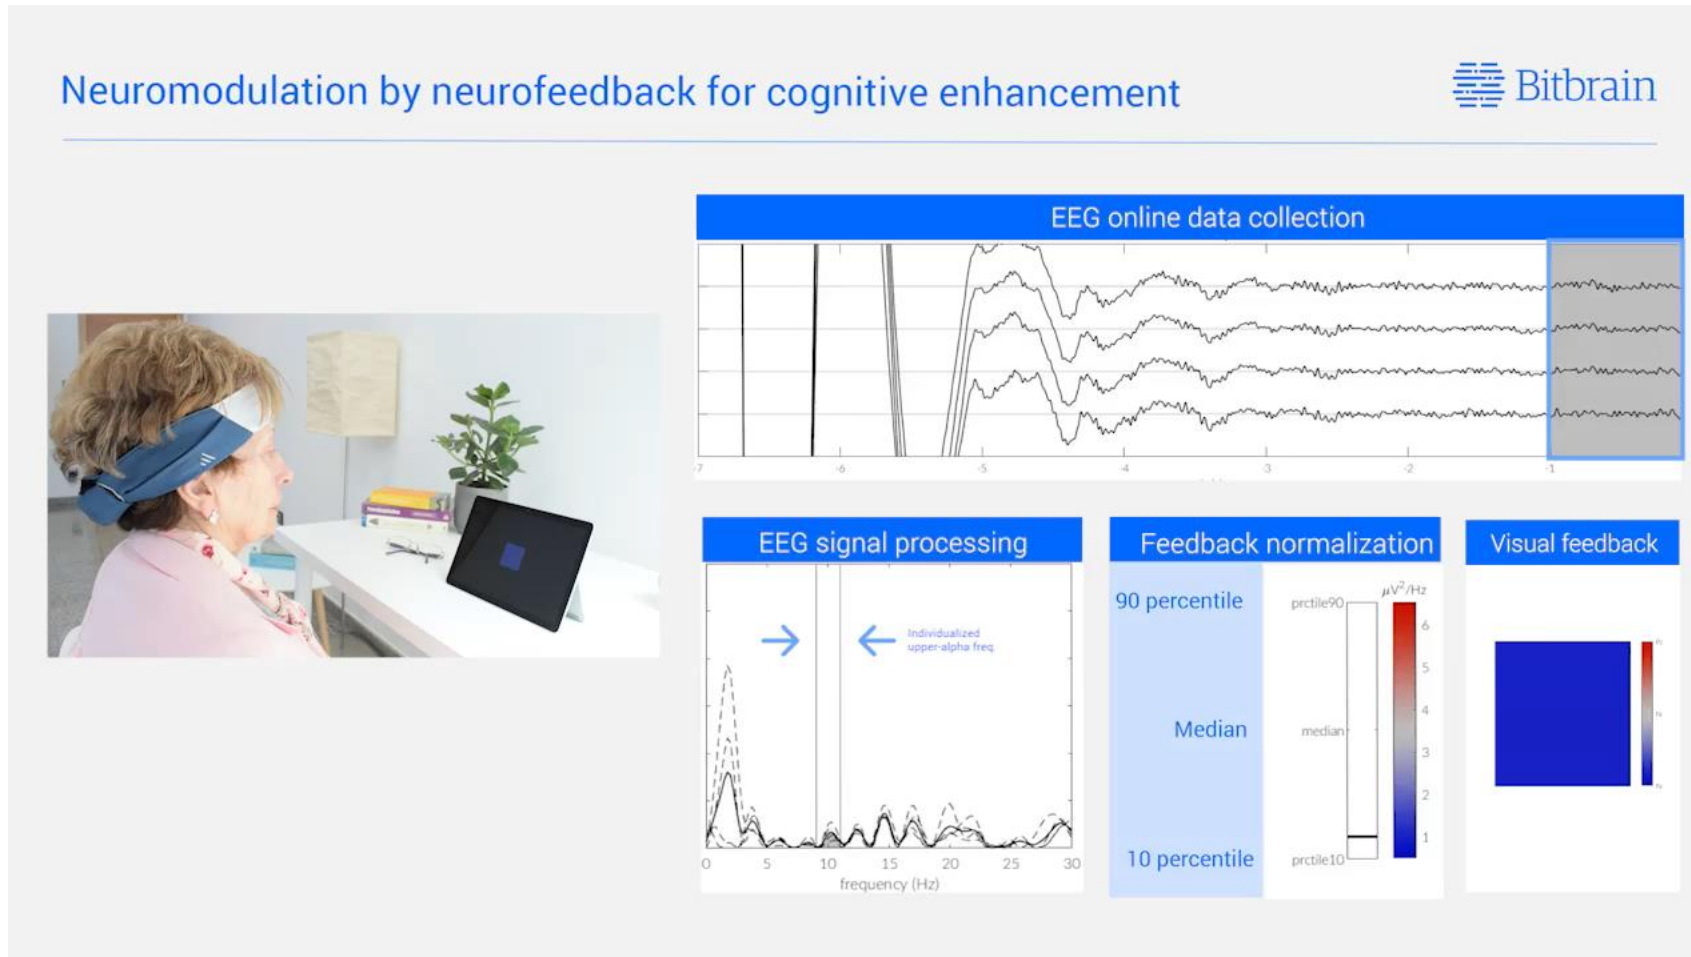 Neuromodulation by neurofeedback for cognitive enhancement
Bitbrain
EEG online data collection
-7 -6 -5 -4 -3 -2 -1
EEG signal processing
Individualized
upper-alpha freq.
0 5 10 15 20 25 30
frequency (Hz)
Feedback normalization
90 percentile
Median
10 percentile
μV²/Hz
prctile90
median
prctile10
6
5
4
3
2
1
Visual feedback